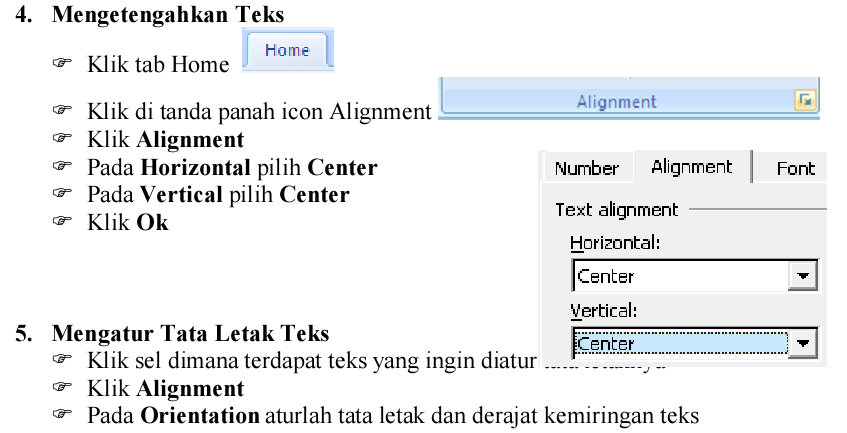 4. Mengetengahkan Teks
☞ Klik tab Home Home
☞ Klik di tanda panah icon Alignment Alignment
☞ Klik Alignment
☞ Pada Horizontal pilih Center
☞ Pada Vertical pilih Center
☞ Klik Ok
Number Alignment Font
Text alignment
Horizontal:
Center
Vertical:
Center
5. Mengatur Tata Letak Teks
☞ Klik sel dimana terdapat teks yang ingin diatur
☞ Klik Alignment
☞ Pada Orientation aturlah tata letak dan derajat kemiringan teks